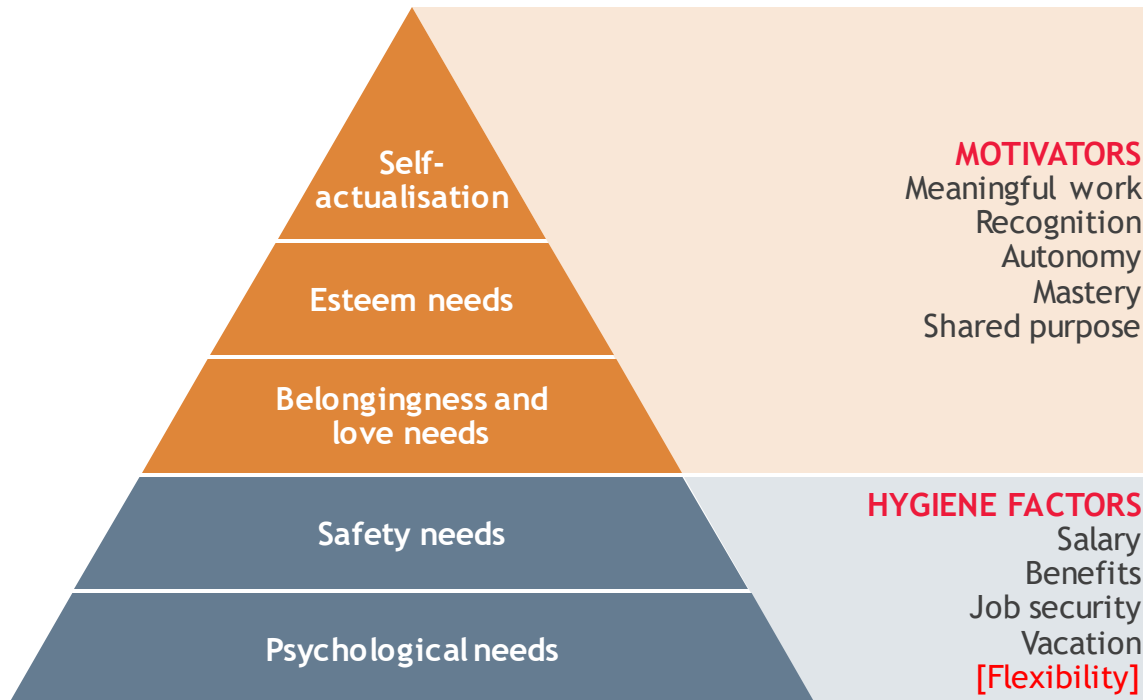 Self-
actualisation
Esteem needs
Belongingness and
love needs
Safety needs
Psychological needs
MOTIVATORS
Meaningful work
Recognition
Autonomy
Mastery
Shared purpose
HYGIENE FACTORS
Salary
Benefits
Job security
Vacation
[Flexibility]